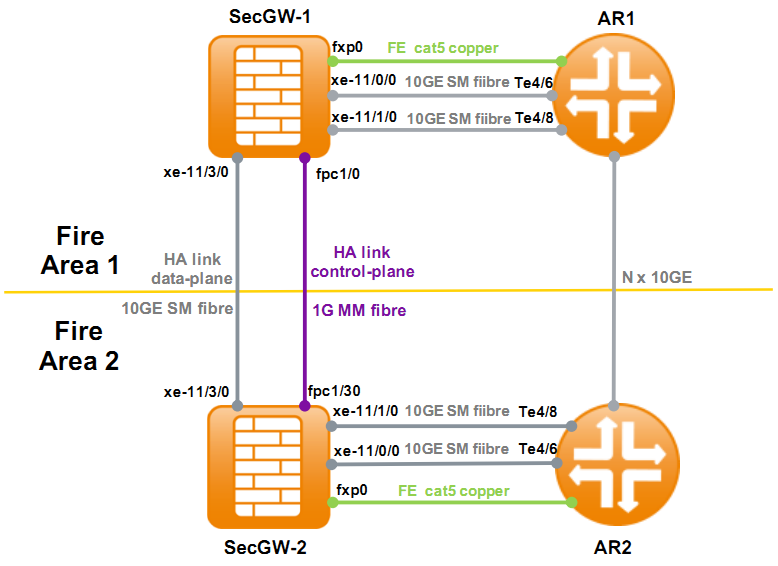 SecGW-1
AR1
fxp0 FE cat5 copper
xe-11/0/0 10GE SM fiibre Te4/6
xe-11/1/0 10GE SM fiibre Te4/8
xe-11/3/0 fpc1/0
Fire
Area 1
HA link
data-plane
HA link
control-plane
N x 10GE
10GE SM fibre
1G MM fibre
Fire
Area 2
xe-11/3/0 fpc1/30
xe-11/1/0 10GE SM fiibre Te4/8
xe-11/0/0 10GE SM fiibre Te4/6
fxp0 FE cat5 copper
SecGW-2
AR2